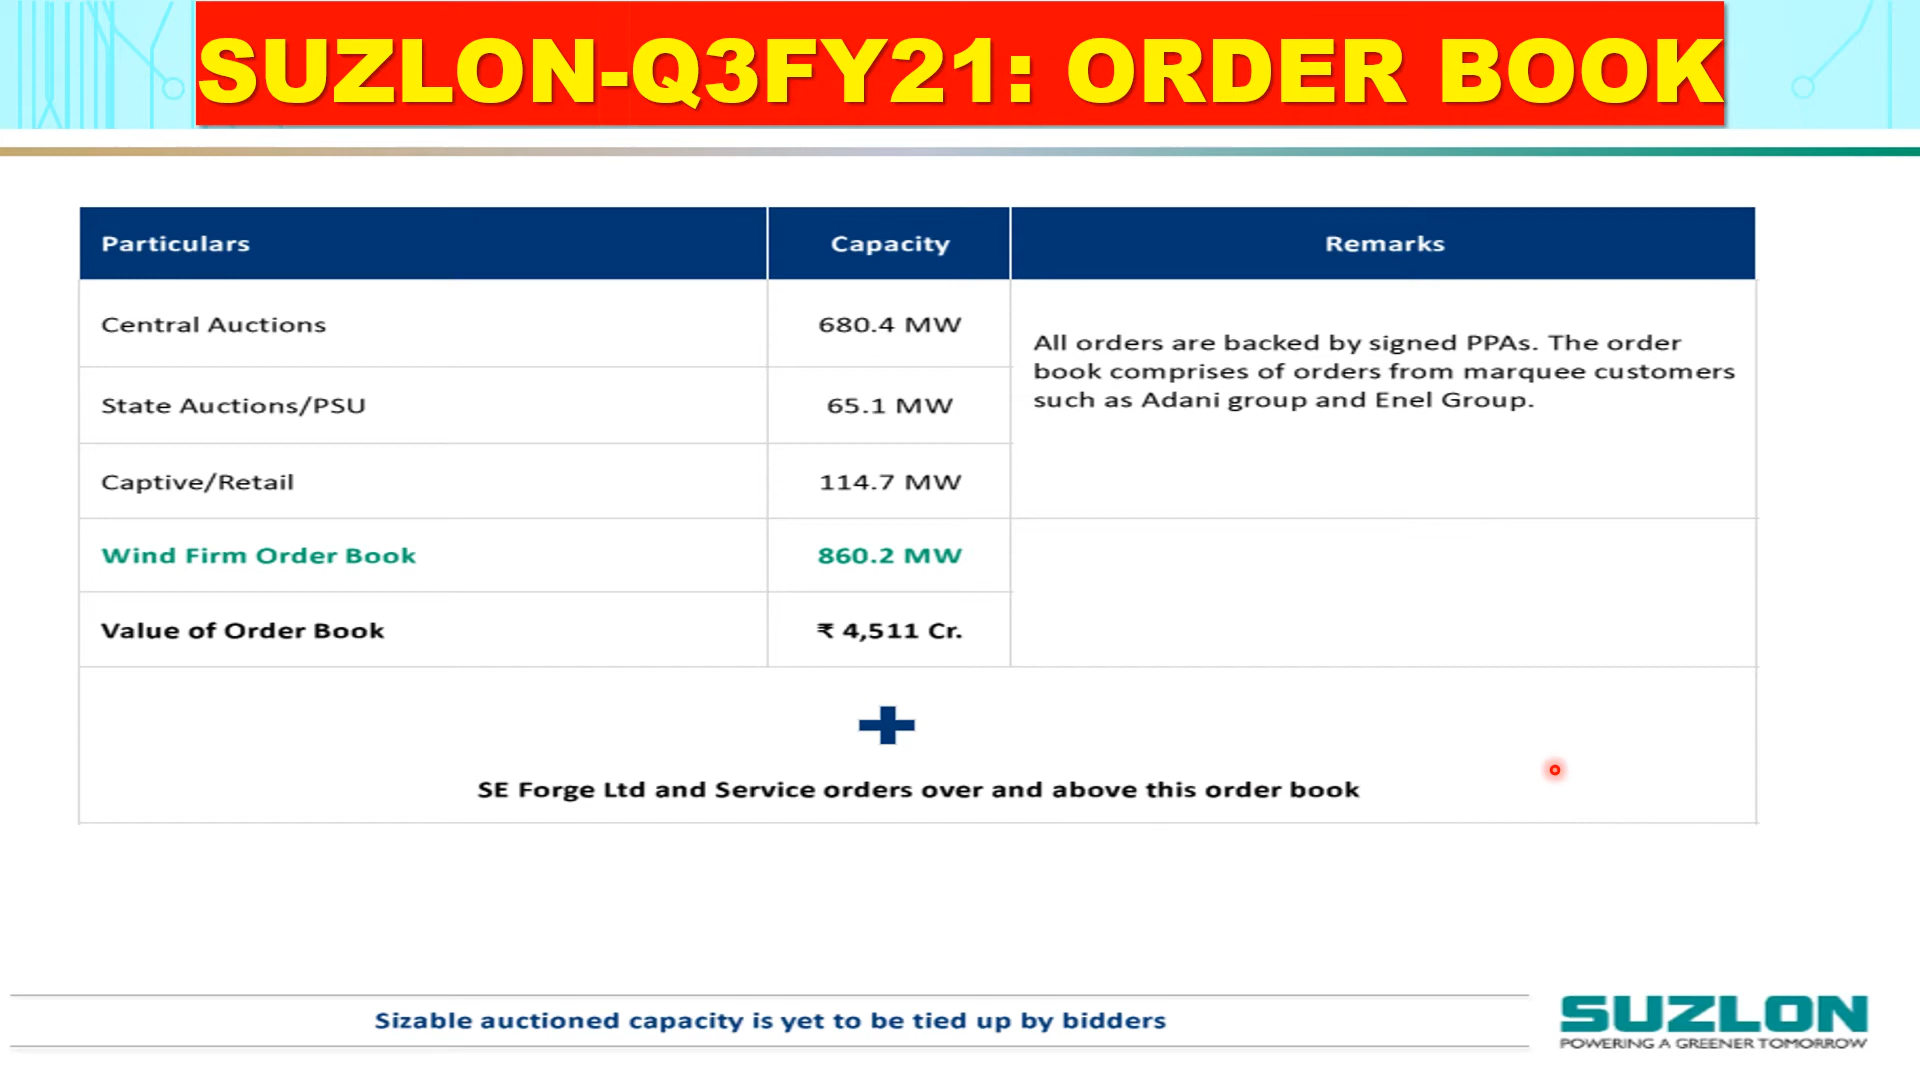 SUZLON-Q3FY21: ORDER BOOK
Particulars Capacity Remarks
Central Auctions 680.4 MW
All orders are backed by signed PPAs. The order
book comprises of orders from marquee customers
such as Adani group and Enel Group.
State Auctions/PSU 65.1 MW
Captive/Retail 114.7 MW
Wind Firm Order Book 860.2 MW
Value of Order Book ₹ 4,511 Cr.
SE Forge Ltd and Service orders over and above this order book
Sizable auctioned capacity is yet to be tied up by bidders
SUZLON
POWERING A GREENER TOMORROW